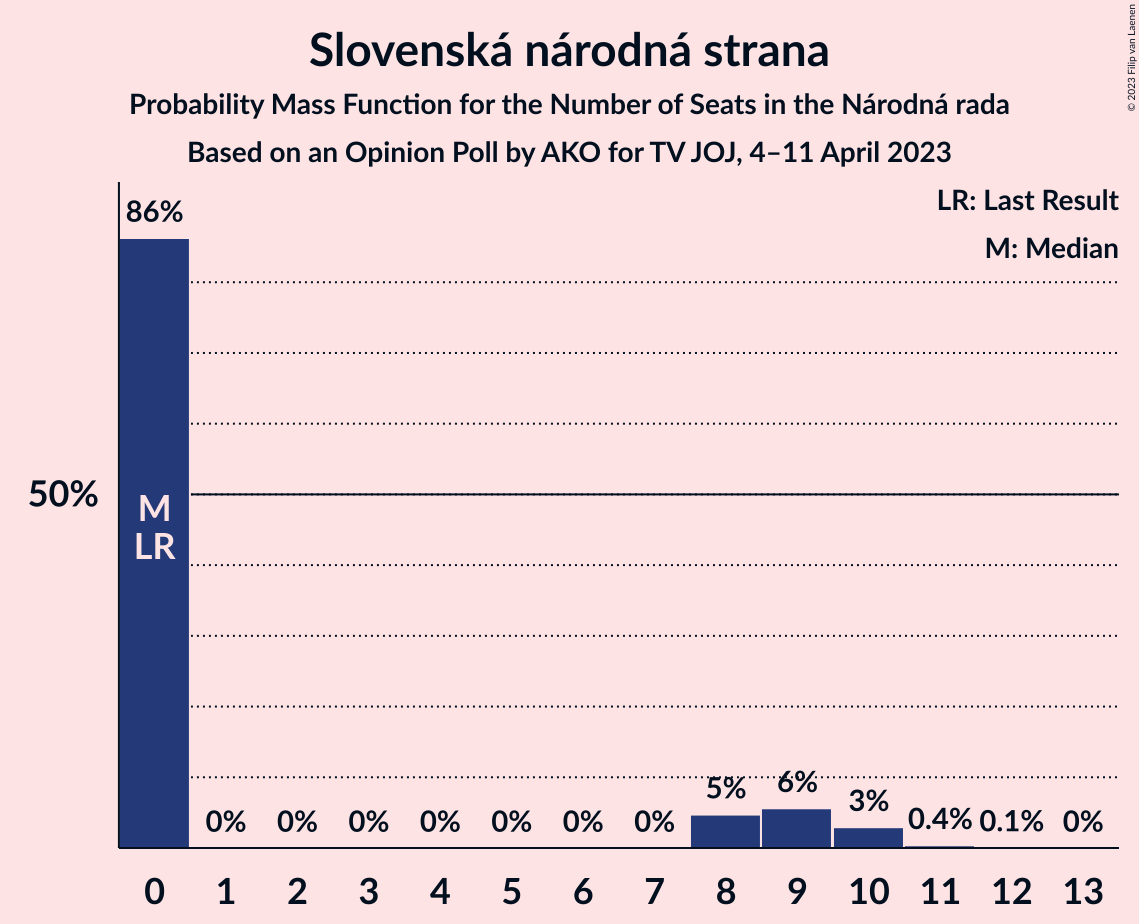 © 2023 Filip van Laenen
Slovenská národná strana
Probability Mass Function for the Number of Seats in the Národná rada
Based on an Opinion Poll by AKO for TV JOJ, 4–11 April 2023
LR: Last Result
M: Median
86%
50%
M
LR
0% 0% 0% 0% 0% 0% 0% 5% 6% 3% 0.4% 0.1% 0%
0 1 2 3 4 5 6 7 8 9 10 11 12 13